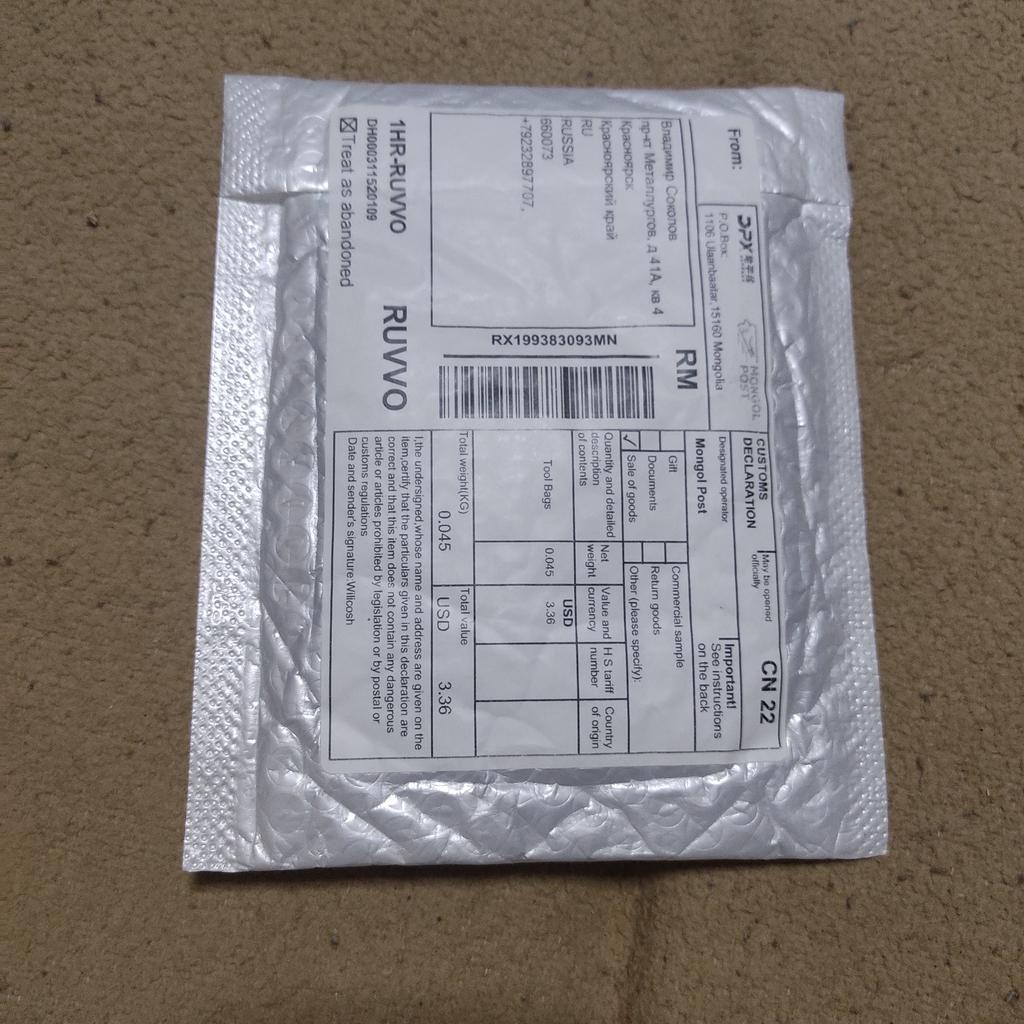 From:
DPX
MONGOL
POST
P.O.Box:
1106 Ulaanbaatar.15160 Mongolia
RM
Владимир Соколов
пр-кт Металлургов, д 41А, кв 4
Красноярск
Красноярский край
RU
RUSSIA
660073
+79232897707,
RX199383093MN
1HR-RUVVO
DH000311520109
☒Treat as abandoned
RUVVO
CUSTOMS
DECLARATION
May be opened
officially
CN 22
Designated operator
Mongol Post
Important!
See instructions
on the back
Gift
Commercial sample
Documents
Return goods
✓ Sale of goods
Other (please specify):
Quantity and detailed
description
of contents
Net
weight
Value and
currency
H S tariff
number
Country
of origin
Tool Bags
0.045
USD
3.36
Total weight(KG)
0.045
Total value
USD 3.36
I,the undersigned,whose name and address are given on the
item,certify that the particulars given in this declaration are
correct and that this item does not contain any dangerous
article or articles prohibited by legislation or by postal or
customs regulations
Date and sender's signature:Wilicosh